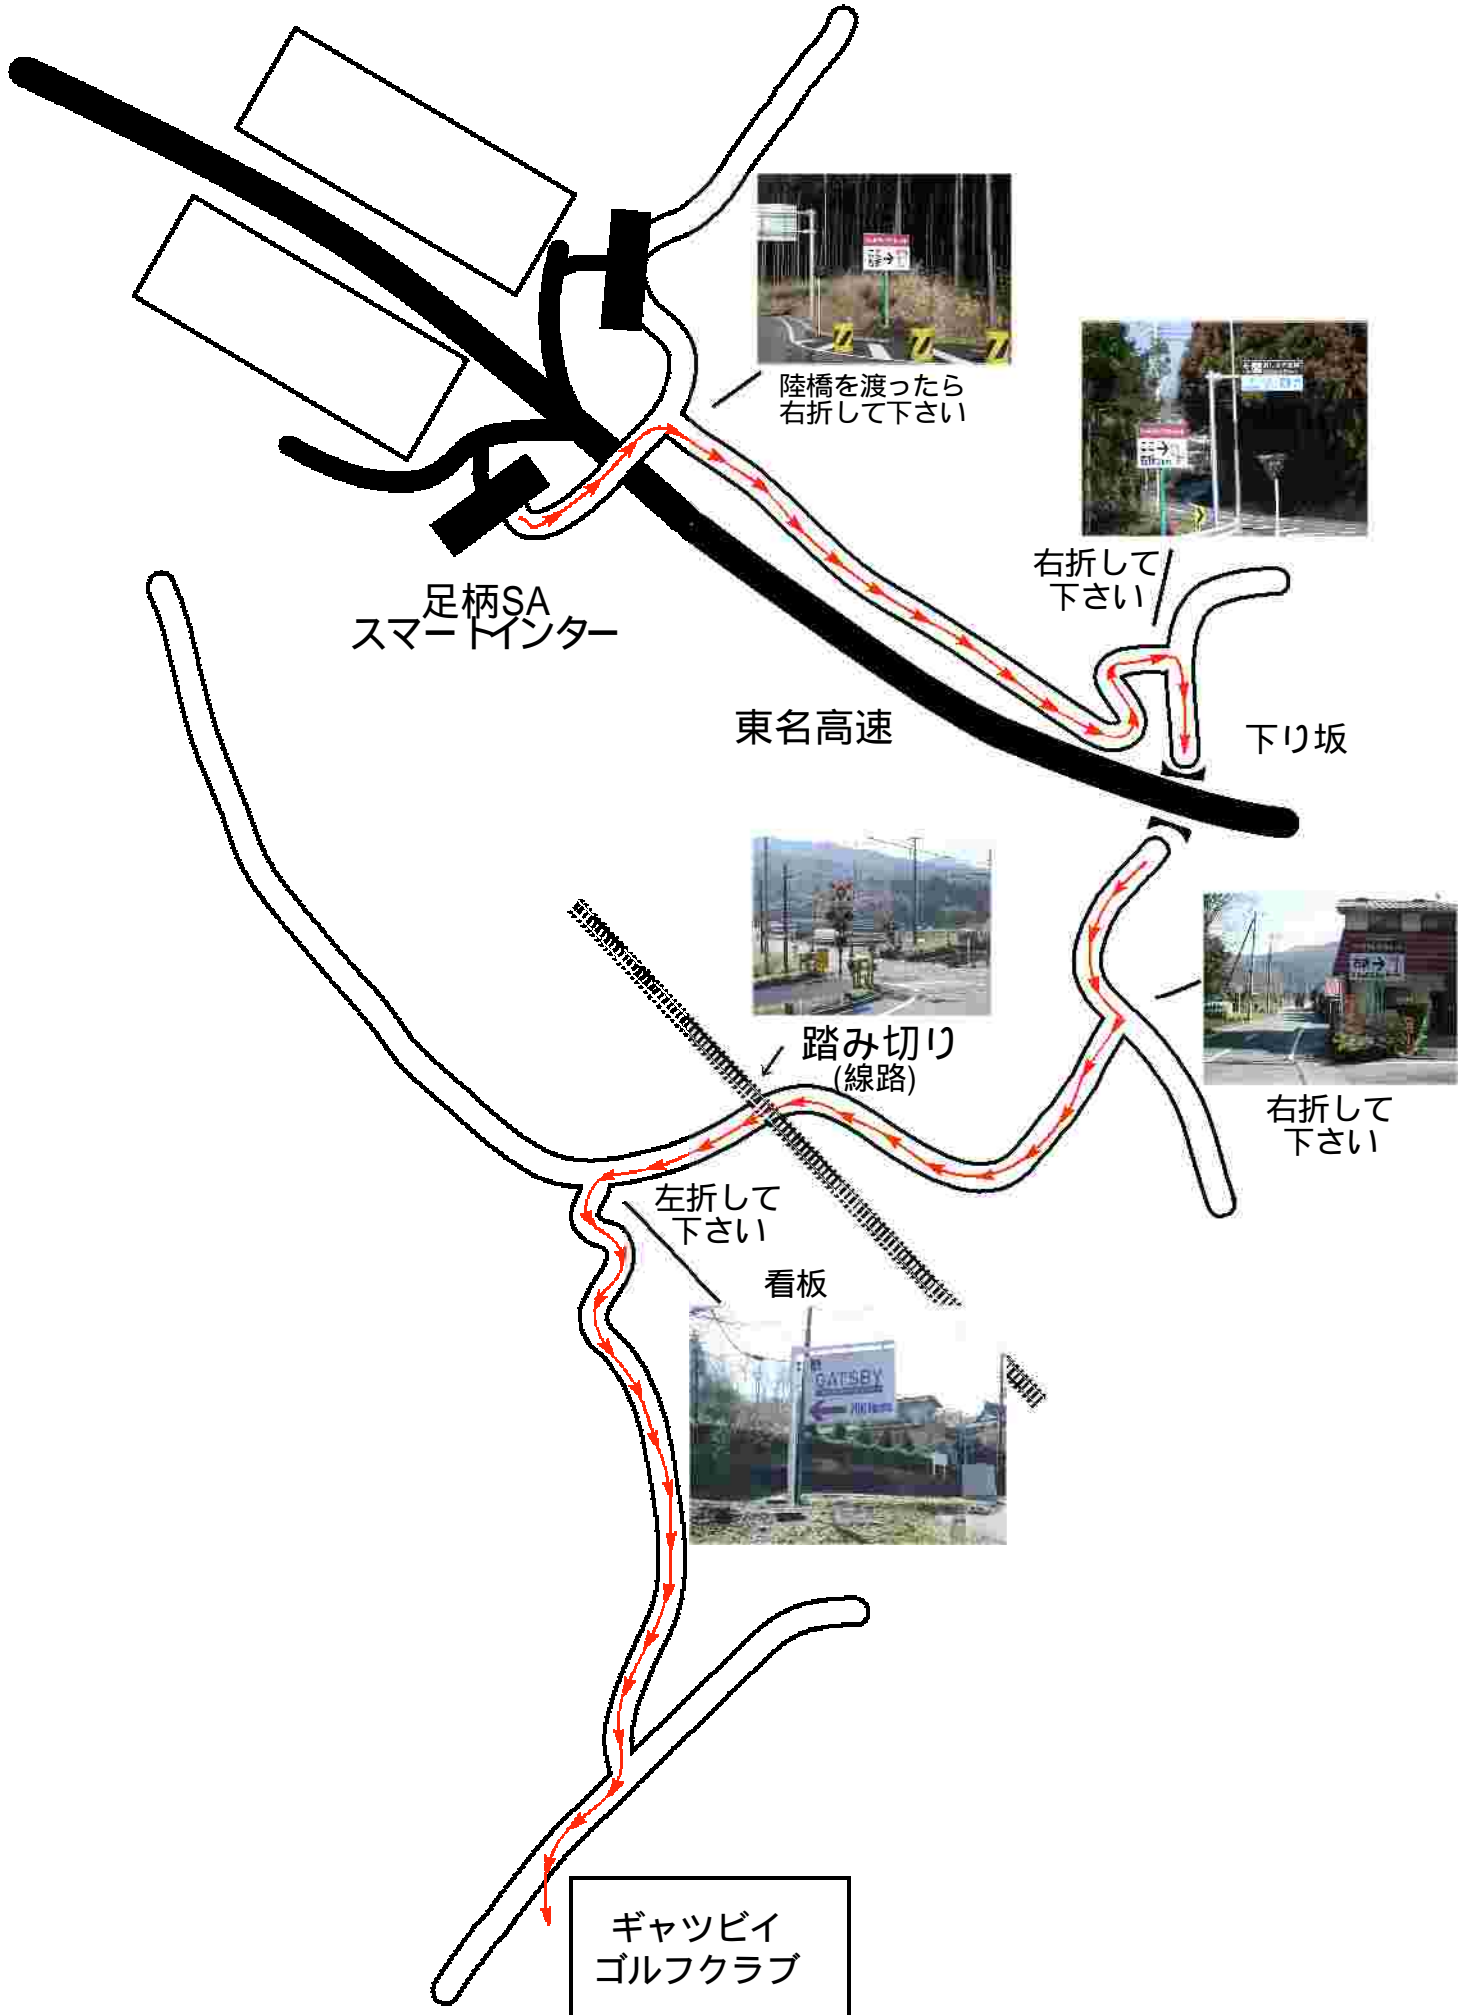 陸橋を渡ったら
右折して下さい
右折して
下さい
足柄SA
スマートインター
東名高速
下り坂
踏み切り
(線路)
右折して
下さい
左折して
下さい
看板
GATSBY
ギャツビイ
ゴルフクラブ